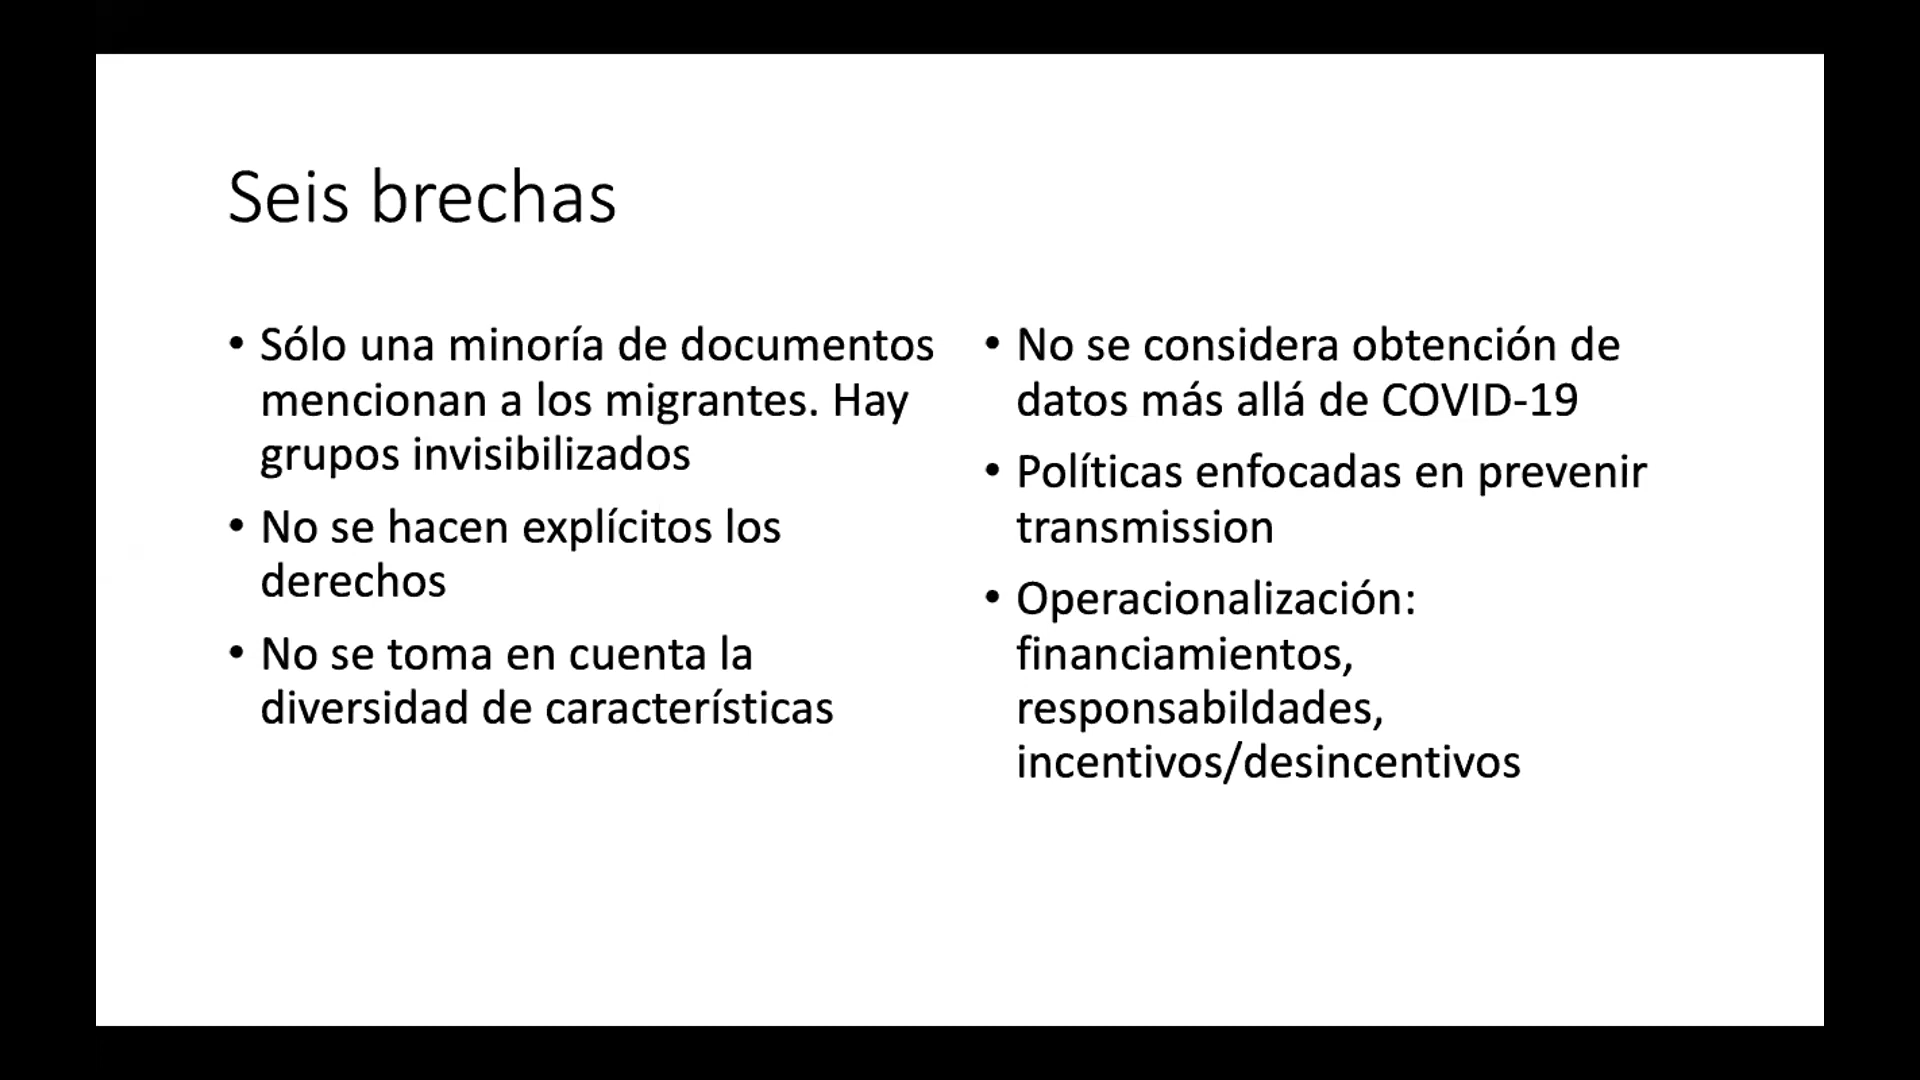 Seis brechas
• Sólo una minoría de documentos
mencionan a los migrantes. Hay
grupos invisibilizados
• No se hacen explícitos los
derechos
• No se toma en cuenta la
diversidad de características
• No se considera obtención de
datos más allá de COVID-19
• Políticas enfocadas en prevenir
transmission
• Operacionalización:
financiamientos,
responsabildades,
incentivos/desincentivos